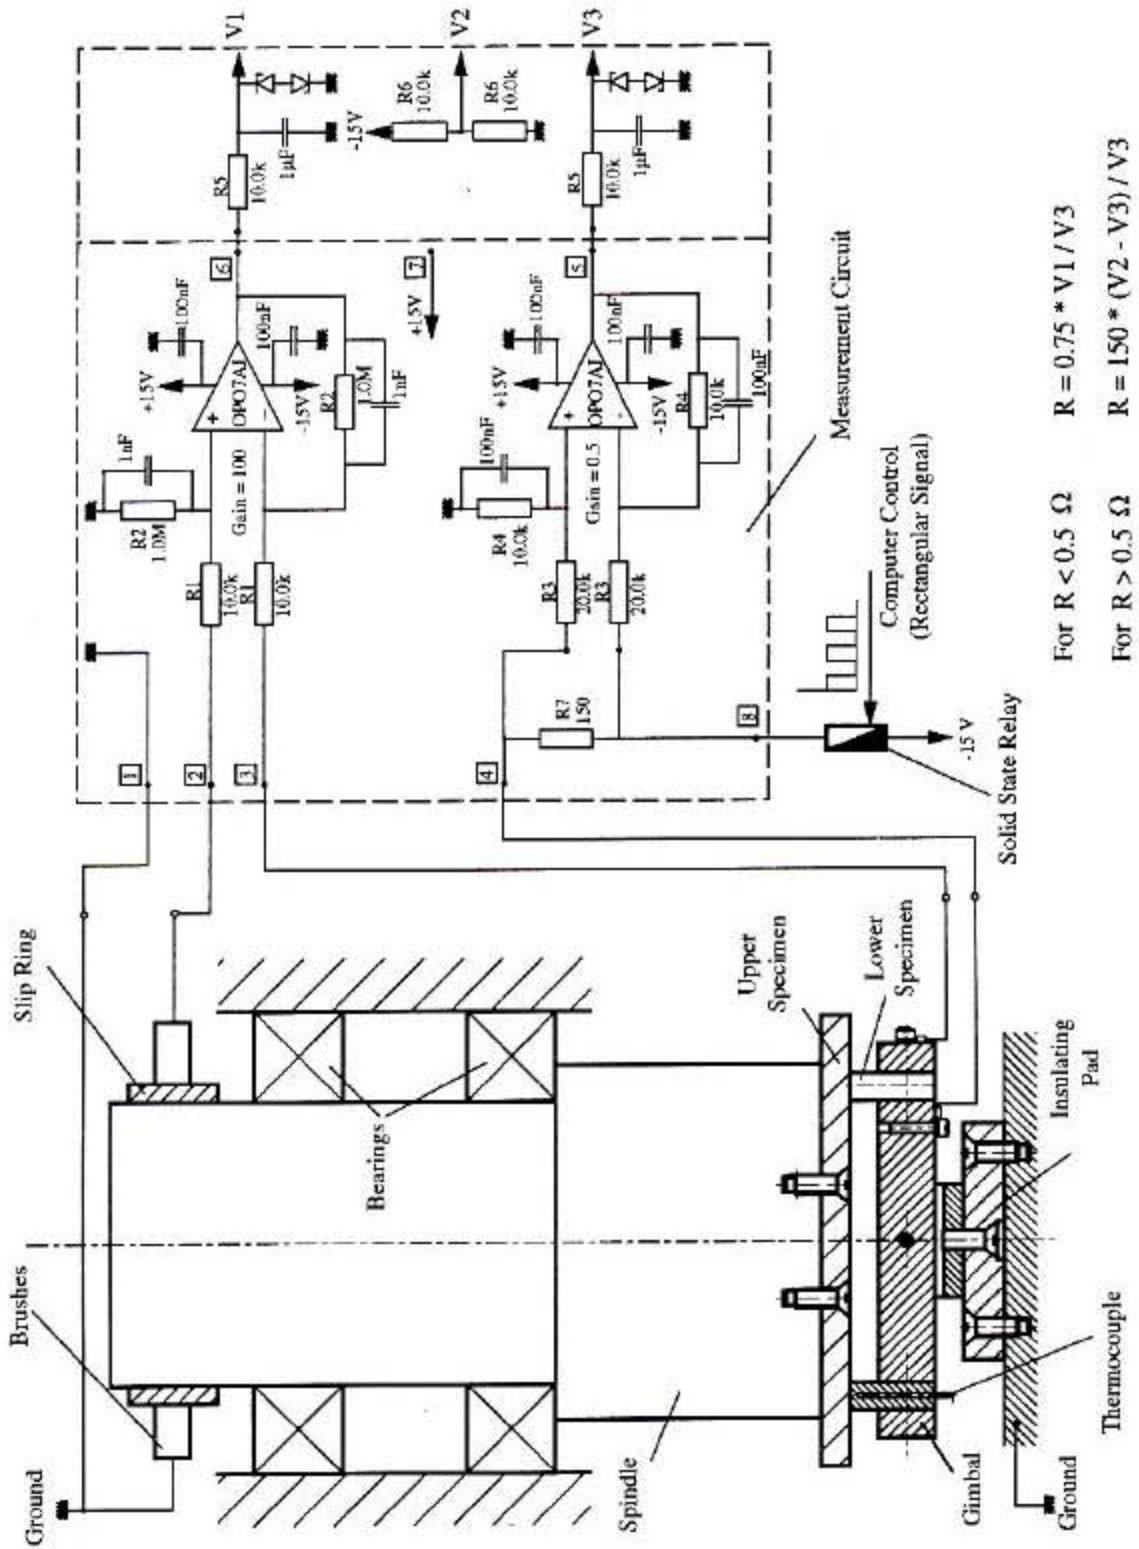 Ground
Brushes
Slip Ring
Bearings
Spindle
Upper
Specimen
Lower
Specimen
Gimbal
Thermocouple
Insulating
Pad
Ground
1
2
3
4
8
R1
10.0k
R1
10.0k
R2
1.0M
1nF
Gain = 100
+
OPO7AJ
+15V
100nF
-15V
100nF
R2
1.0M
1nF
6
7
+15V
R5
10.0k
1µF
V1
-15V
R6
10.0k
R6
10.0k
V2
R7
150
R3
20.0k
R3
20.0k
R4
10.0k
100nF
Gain = 0.5
+
-
OPO7AJ
+15V
100nF
-15V
100nF
R4
10.0k
100nF
5
R5
10.0k
1µF
V3
Measurement Circuit
Computer Control
(Rectangular Signal)
-15 V
Solid State Relay
For R < 0.5 Ω R = 0.75 * V1 / V3
For R > 0.5 Ω R = 150 * (V2 - V3) / V3